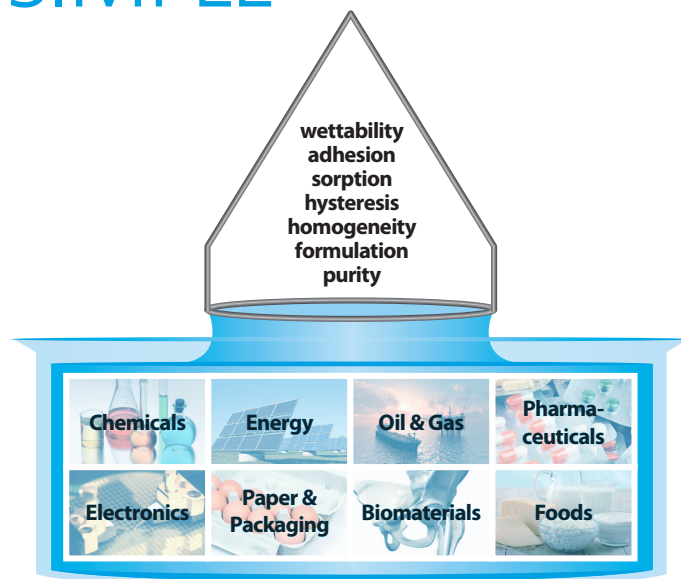 wettability
adhesion
sorption
hysteresis
homogeneity
formulation
purity
Chemicals
Energy
Oil & Gas
Pharma-
ceuticals
Electronics
Paper &
Packaging
Biomaterials
Foods